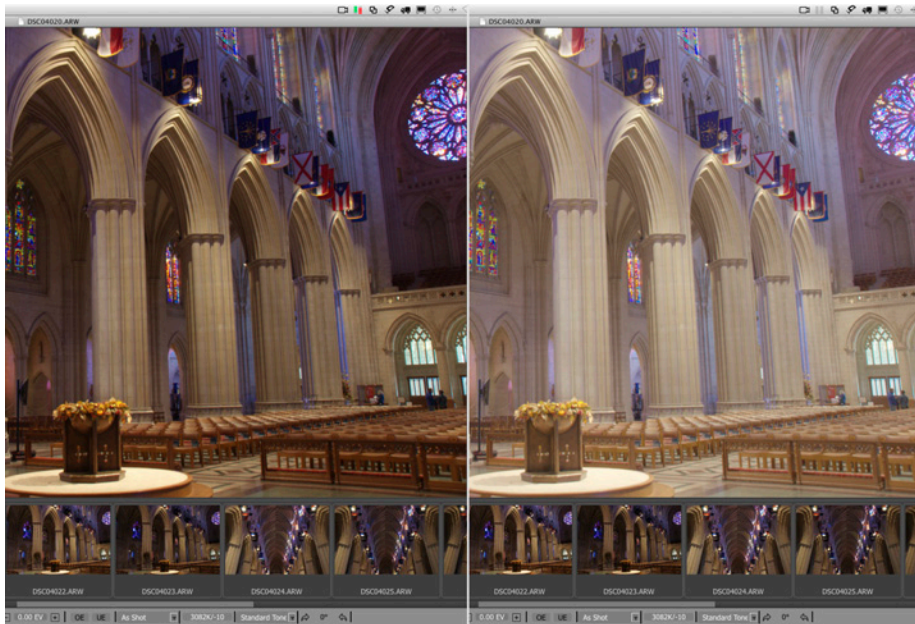 DSC04020.ARW
DSC04020.ARW
DSC04022.ARW DSC04023.ARW DSC04024.ARW DSC04025.ARW
DSC04022.ARW DSC04023.ARW DSC04024.ARW DSC04025.ARW
0.00 EV + OE UE As Shot 3082K/-10 Standard Tone 0°
0.00 EV + OE UE As Shot 3082K/-10 Standard Tone 0°